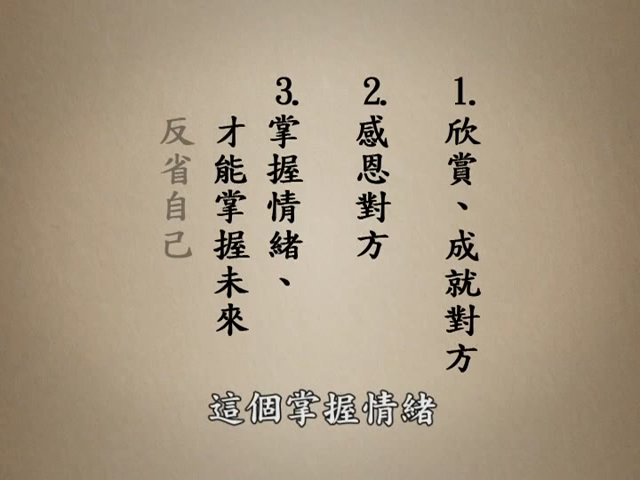 1.欣賞、成就對方
2.感恩對方
3.掌握情緒、
才能掌握未來
反省自己
這個掌握情緒